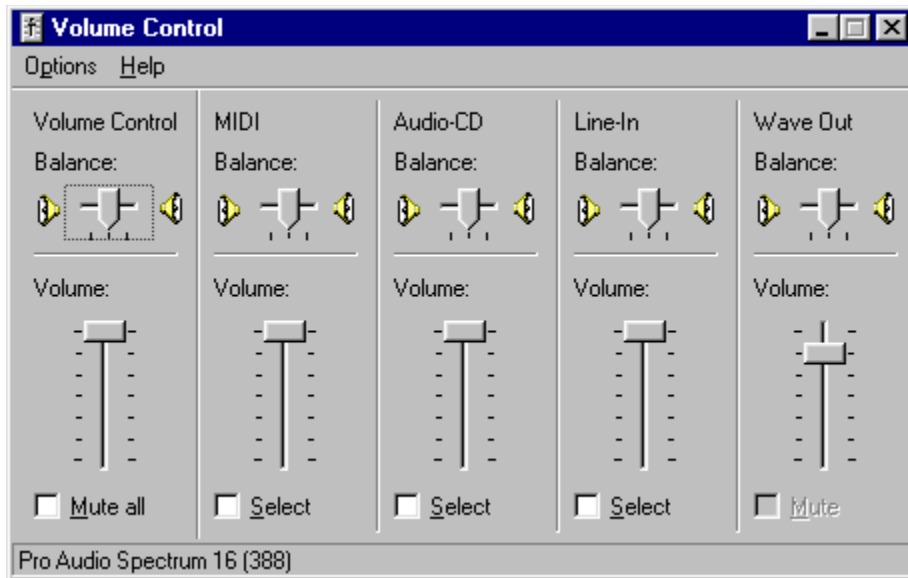 Volume Control
Options Help
Volume Control MIDI Audio-CD Line-In Wave Out
Balance: Balance: Balance: Balance: Balance:
Volume: Volume: Volume: Volume: Volume:
Mute all Select Select Select Mute
Pro Audio Spectrum 16 (388)